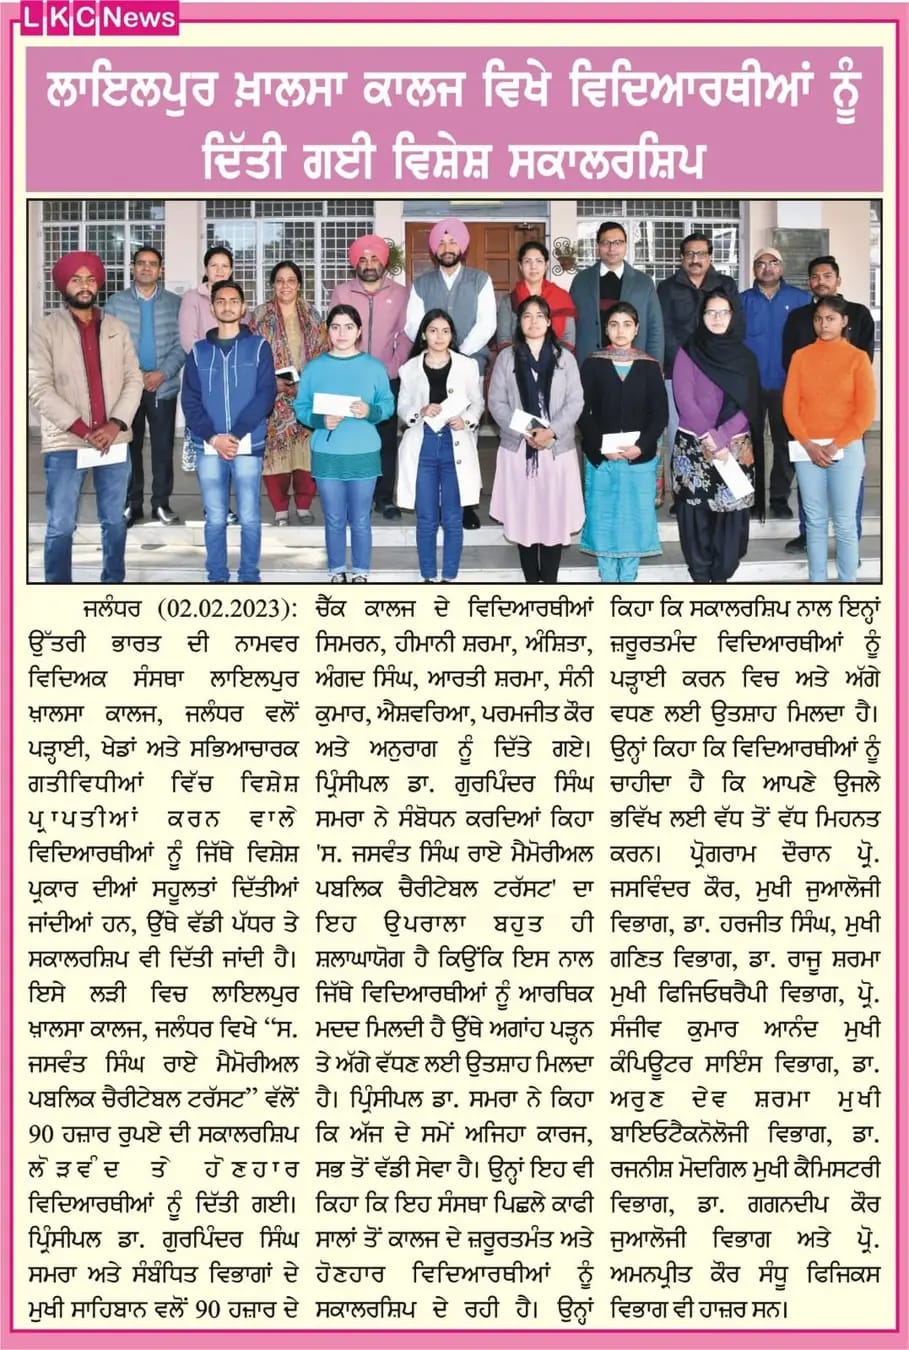 LKC News
ਲਾਇਲਪੁਰ ਖ਼ਾਲਸਾ ਕਾਲਜ ਵਿਖੇ ਵਿਦਿਆਰਥੀਆਂ ਨੂੰ
ਦਿੱਤੀ ਗਈ ਵਿਸ਼ੇਸ਼ ਸਕਾਲਰਸ਼ਿਪ
ਜਲੰਧਰ (02.02.2023):
ਉੱਤਰੀ ਭਾਰਤ ਦੀ ਨਾਮਵਰ
ਵਿਦਿਅਕ ਸੰਸਥਾ ਲਾਇਲਪੁਰ
ਖ਼ਾਲਸਾ ਕਾਲਜ, ਜਲੰਧਰ ਵਲੋਂ
ਪੜ੍ਹਾਈ, ਖੇਡਾਂ ਅਤੇ ਸਭਿਆਚਾਰਕ
ਗਤੀਵਿਧੀਆਂ ਵਿੱਚ ਵਿਸ਼ੇਸ਼
ਪ੍ਰਾਪਤੀਆਂ ਕਰਨ ਵਾਲੇ
ਵਿਦਿਆਰਥੀਆਂ ਨੂੰ ਜਿੱਥੇ ਵਿਸ਼ੇਸ਼
ਪ੍ਰਕਾਰ ਦੀਆਂ ਸਹੂਲਤਾਂ ਦਿੱਤੀਆਂ
ਜਾਂਦੀਆਂ ਹਨ, ਉੱਥੇ ਵੱਡੀ ਪੱਧਰ ਤੇ
ਸਕਾਲਰਸ਼ਿਪ ਵੀ ਦਿੱਤੀ ਜਾਂਦੀ ਹੈ।
ਇਸੇ ਲੜੀ ਵਿਚ ਲਾਇਲਪੁਰ
ਖ਼ਾਲਸਾ ਕਾਲਜ, ਜਲੰਧਰ ਵਿਖੇ “ਸ.
ਜਸਵੰਤ ਸਿੰਘ ਰਾਏ ਮੈਮੋਰੀਅਲ
ਪਬਲਿਕ ਚੈਰੀਟੇਬਲ ਟਰੱਸਟ” ਵੱਲੋਂ
90 ਹਜ਼ਾਰ ਰੁਪਏ ਦੀ ਸਕਾਲਰਸ਼ਿਪ
ਲੋੜਵੰਦ ਤੇ ਹੋਣਹਾਰ
ਵਿਦਿਆਰਥੀਆਂ ਨੂੰ ਦਿੱਤੀ ਗਈ।
ਪ੍ਰਿੰਸੀਪਲ ਡਾ. ਗੁਰਪਿੰਦਰ ਸਿੰਘ
ਸਮਰਾ ਅਤੇ ਸੰਬੰਧਿਤ ਵਿਭਾਗਾਂ ਦੇ
ਮੁਖੀ ਸਾਹਿਬਾਨ ਵਲੋਂ 90 ਹਜ਼ਾਰ ਦੇ
ਚੈੱਕ ਕਾਲਜ ਦੇ ਵਿਦਿਆਰਥੀਆਂ
ਸਿਮਰਨ, ਹੀਮਾਨੀ ਸ਼ਰਮਾ, ਅੰਸ਼ਿਤਾ,
ਅੰਗਦ ਸਿੰਘ, ਆਰਤੀ ਸ਼ਰਮਾ, ਸੰਨੀ
ਕੁਮਾਰ, ਐਸ਼ਵਰਿਆ, ਪਰਮਜੀਤ ਕੌਰ
ਅਤੇ ਅਨੁਰਾਗ ਨੂੰ ਦਿੱਤੇ ਗਏ।
ਪ੍ਰਿੰਸੀਪਲ ਡਾ. ਗੁਰਪਿੰਦਰ ਸਿੰਘ
ਸਮਰਾ ਨੇ ਸੰਬੋਧਨ ਕਰਦਿਆਂ ਕਿਹਾ
'ਸ. ਜਸਵੰਤ ਸਿੰਘ ਰਾਏ ਮੈਮੋਰੀਅਲ
ਪਬਲਿਕ ਚੈਰੀਟੇਬਲ ਟਰੱਸਟ' ਦਾ
ਇਹ ਉਪਰਾਲਾ ਬਹੁਤ ਹੀ
ਸ਼ਲਾਘਾਯੋਗ ਹੈ ਕਿਉਂਕਿ ਇਸ ਨਾਲ
ਜਿੱਥੇ ਵਿਦਿਆਰਥੀਆਂ ਨੂੰ ਆਰਥਿਕ
ਮਦਦ ਮਿਲਦੀ ਹੈ ਉੱਥੇ ਅਗਾਂਹ ਪੜ੍ਹਨ
ਤੇ ਅੱਗੇ ਵੱਧਣ ਲਈ ਉਤਸ਼ਾਹ ਮਿਲਦਾ
ਹੈ। ਪ੍ਰਿੰਸੀਪਲ ਡਾ. ਸਮਰਾ ਨੇ ਕਿਹਾ
ਕਿ ਅੱਜ ਦੇ ਸਮੇਂ ਅਜਿਹਾ ਕਾਰਜ,
ਸਭ ਤੋਂ ਵੱਡੀ ਸੇਵਾ ਹੈ। ਉਨ੍ਹਾਂ ਇਹ ਵੀ
ਕਿਹਾ ਕਿ ਇਹ ਸੰਸਥਾ ਪਿਛਲੇ ਕਾਫੀ
ਸਾਲਾਂ ਤੋਂ ਕਾਲਜ ਦੇ ਜ਼ਰੂਰਤਮੰਤ ਅਤੇ
ਹੋਣਹਾਰ ਵਿਦਿਆਰਥੀਆਂ ਨੂੰ
ਸਕਾਲਰਸ਼ਿਪ ਦੇ ਰਹੀ ਹੈ। ਉਨ੍ਹਾਂ
ਕਿਹਾ ਕਿ ਸਕਾਲਰਸ਼ਿਪ ਨਾਲ ਇਨ੍ਹਾਂ
ਜ਼ਰੂਰਤਮੰਦ ਵਿਦਿਆਰਥੀਆਂ ਨੂੰ
ਪੜ੍ਹਾਈ ਕਰਨ ਵਿਚ ਅਤੇ ਅੱਗੇ
ਵਧਣ ਲਈ ਉਤਸ਼ਾਹ ਮਿਲਦਾ ਹੈ।
ਉਨ੍ਹਾਂ ਕਿਹਾ ਕਿ ਵਿਦਿਆਰਥੀਆਂ ਨੂੰ
ਚਾਹੀਦਾ ਹੈ ਕਿ ਆਪਣੇ ਉਜਲੇ
ਭਵਿੱਖ ਲਈ ਵੱਧ ਤੋਂ ਵੱਧ ਮਿਹਨਤ
ਕਰਨ। ਪ੍ਰੋਗਰਾਮ ਦੌਰਾਨ ਪ੍ਰੋ.
ਜਸਵਿੰਦਰ ਕੌਰ, ਮੁਖੀ ਜੁਆਲੋਜੀ
ਵਿਭਾਗ, ਡਾ. ਹਰਜੀਤ ਸਿੰਘ, ਮੁਖੀ
ਗਣਿਤ ਵਿਭਾਗ, ਡਾ. ਰਾਜੂ ਸ਼ਰਮਾ
ਮੁਖੀ ਫਿਜਿਓਥਰੈਪੀ ਵਿਭਾਗ, ਪ੍ਰੋ.
ਸੰਜੀਵ ਕੁਮਾਰ ਆਨੰਦ ਮੁਖੀ
ਕੰਪਿਊਟਰ ਸਾਇੰਸ ਵਿਭਾਗ, ਡਾ.
ਅਰੁਣ ਦੇਵ ਸ਼ਰਮਾ ਮੁਖੀ
ਬਾਇਓਟੈਕਨੋਲੋਜੀ ਵਿਭਾਗ, ਡਾ.
ਰਜਨੀਸ਼ ਮੋਦਗਿਲ ਮੁਖੀ ਕੈਮਿਸਟਰੀ
ਵਿਭਾਗ, ਡਾ. ਗਗਨਦੀਪ ਕੌਰ
ਜੁਆਲੋਜੀ ਵਿਭਾਗ ਅਤੇ ਪ੍ਰੋ.
ਅਮਨਪ੍ਰੀਤ ਕੌਰ ਸੰਧੂ ਫਿਜਿਕਸ
ਵਿਭਾਗ ਵੀ ਹਾਜ਼ਰ ਸਨ।